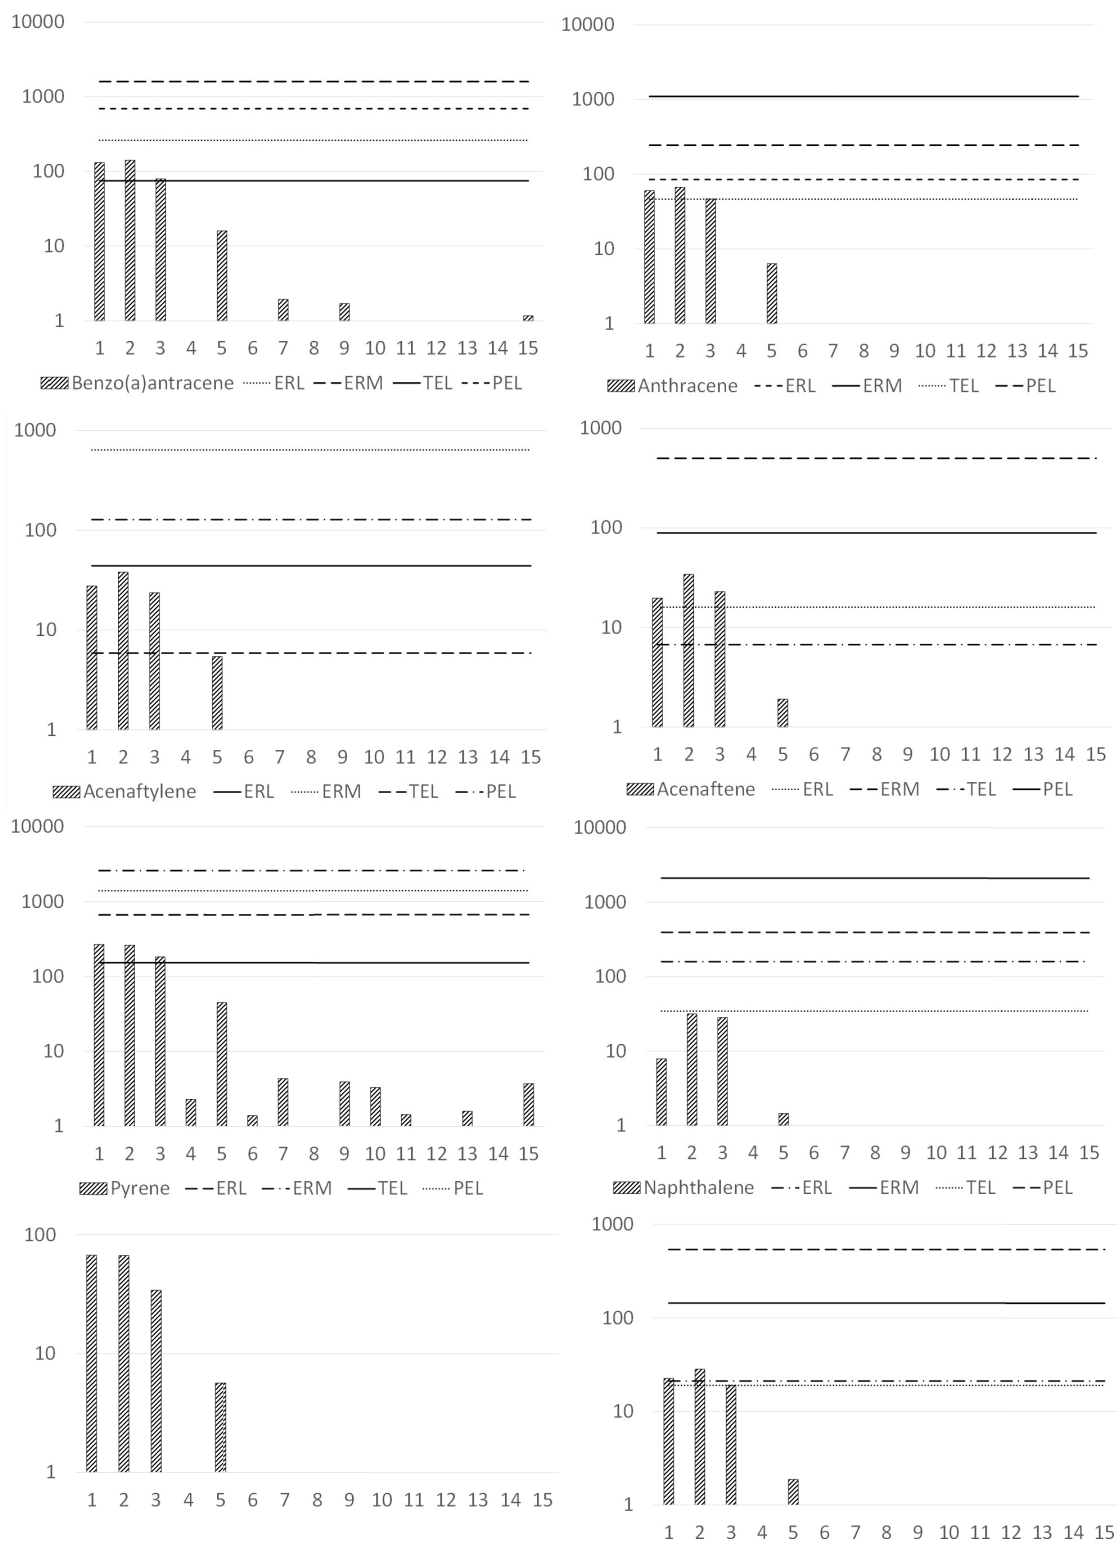 10000
1000
100
10
1
1 2 3 4 5 6 7 8 9 10 11 12 13 14 15
Benzo(a)antracene ERL ERM TEL PEL
10000
1000
100
10
1
1 2 3 4 5 6 7 8 9 10 11 12 13 14 15
Anthracene ERL ERM TEL PEL
1000
100
10
1
1 2 3 4 5 6 7 8 9 10 11 12 13 14 15
Acenaftylene ERL ERM TEL PEL
1000
100
10
1
1 2 3 4 5 6 7 8 9 10 11 12 13 14 15
Acenaftene ERL ERM TEL PEL
10000
1000
100
10
1
1 2 3 4 5 6 7 8 9 10 11 12 13 14 15
Pyrene ERL ERM TEL PEL
10000
1000
100
10
1
1 2 3 4 5 6 7 8 9 10 11 12 13 14 15
Naphthalene ERL ERM TEL PEL
100
10
1
1 2 3 4 5 6 7 8 9 10 11 12 13 14 15
1000
100
10
1
1 2 3 4 5 6 7 8 9 10 11 12 13 14 15